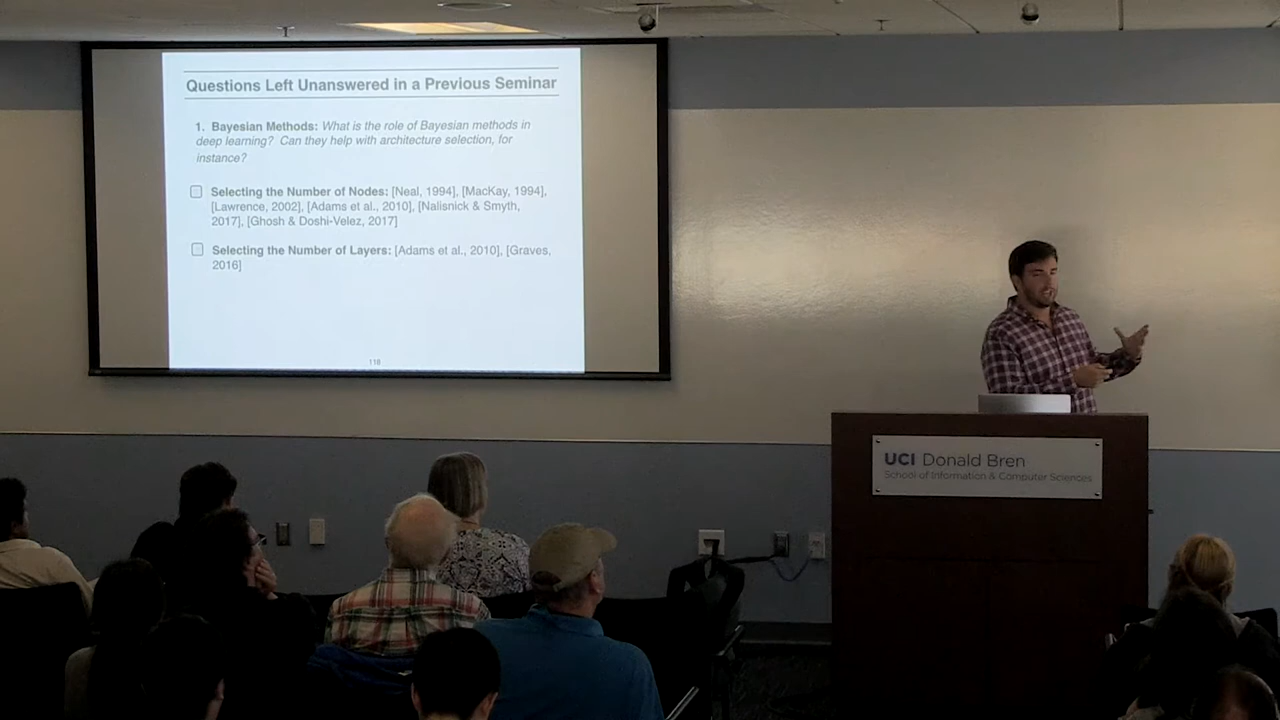 Questions Left Unanswered in a Previous Seminar
1. Bayesian Methods: What is the role of Bayesian methods in
deep learning? Can they help with architecture selection, for
instance?
Selecting the Number of Nodes: [Neal, 1994], [MacKay, 1994],
[Lawrence, 2002], [Adams et al., 2010], [Nalisnick & Smyth,
2017], [Ghosh & Doshi-Velez, 2017]
Selecting the Number of Layers: [Adams et al., 2010], [Graves,
2016]
118
UCI Donald Bren
School of Information & Computer Sciences